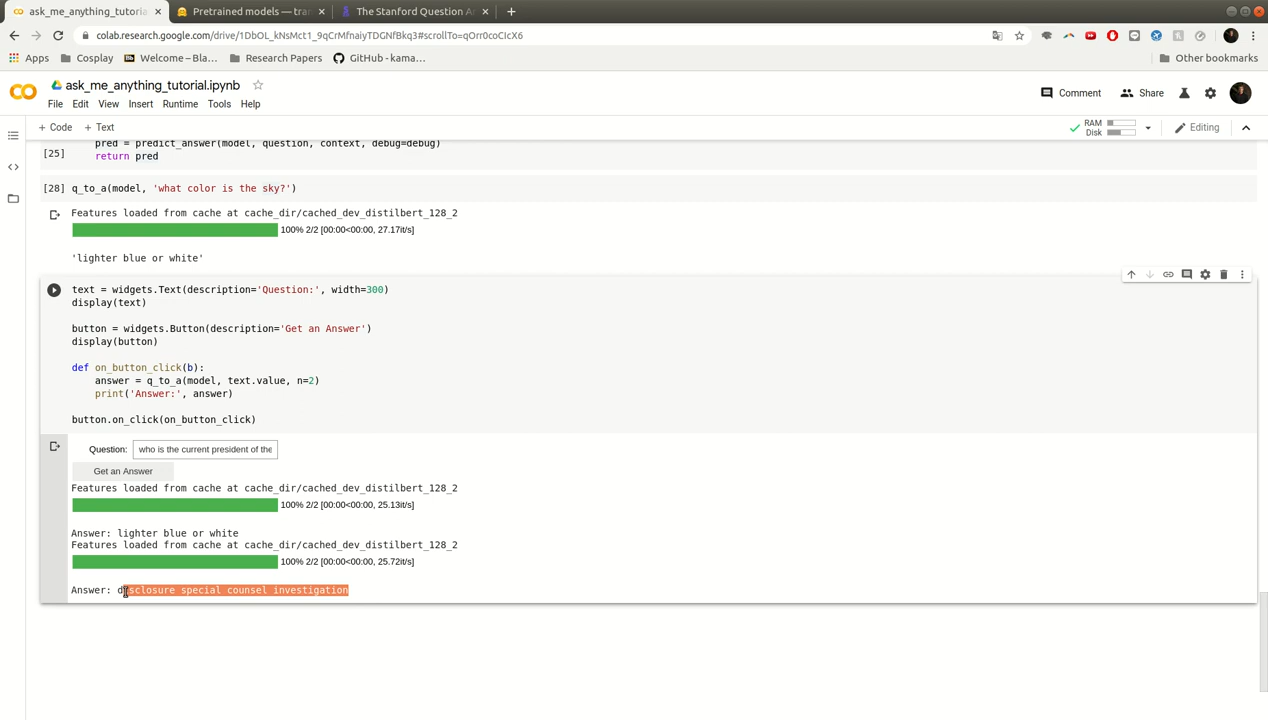 ask_me_anything_tutoria
Pretrained models — tra
The Stanford Question A
colab.research.google.com/drive/1DbOL_kNsMct1_9qCrMfnaiyTDGNfBkq3#scrollTo=qOrr0coCIcX6
Apps
Cosplay
Welcome – Bla...
Research Papers
GitHub - kama...
Other bookmarks
ask_me_anything_tutorial.ipynb
File Edit View Insert Runtime Tools Help
Comment
Share
+ Code + Text
RAM
Disk
Editing
pred = predict_answer(model, question, context, debug=debug)
[25] return pred
[28] q_to_a(model, 'what color is the sky?')
Features loaded from cache at cache_dir/cached_dev_distilbert_128_2
100% 2/2 [00:00<00:00, 27.17it/s]
'lighter blue or white'
text = widgets.Text(description='Question:', width=300)
display(text)
button = widgets.Button(description='Get an Answer')
display(button)
def on_button_click(b):
answer = q_to_a(model, text.value, n=2)
print('Answer:', answer)
button.on_click(on_button_click)
Question: who is the current president of the
Get an Answer
Features loaded from cache at cache_dir/cached_dev_distilbert_128_2
100% 2/2 [00:00<00:00, 25.13it/s]
Answer: lighter blue or white
Features loaded from cache at cache_dir/cached_dev_distilbert_128_2
100% 2/2 [00:00<00:00, 25.72it/s]
Answer: disclosure special counsel investigation